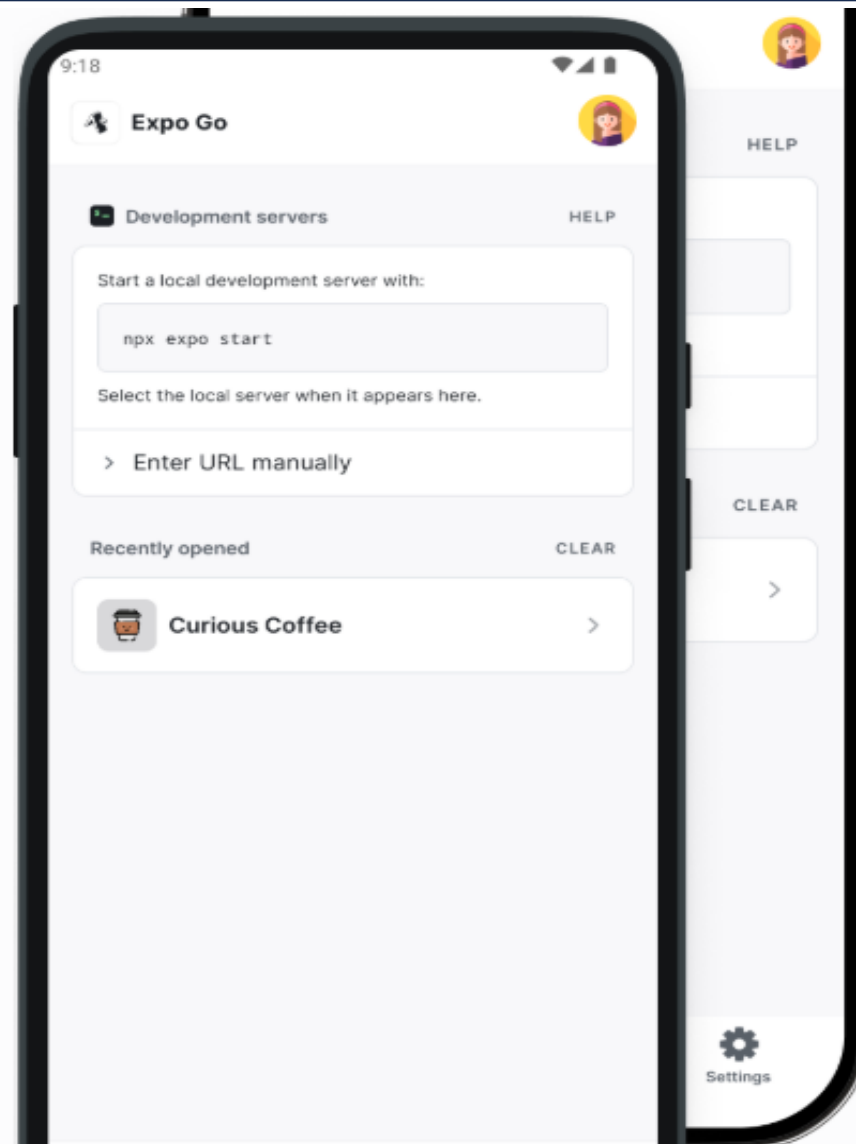 9:18
Expo Go
Development servers
HELP
Start a local development server with:
npx expo start
Select the local server when it appears here.
Enter URL manually
Recently opened
CLEAR
Curious Coffee
HELP
CLEAR
Settings